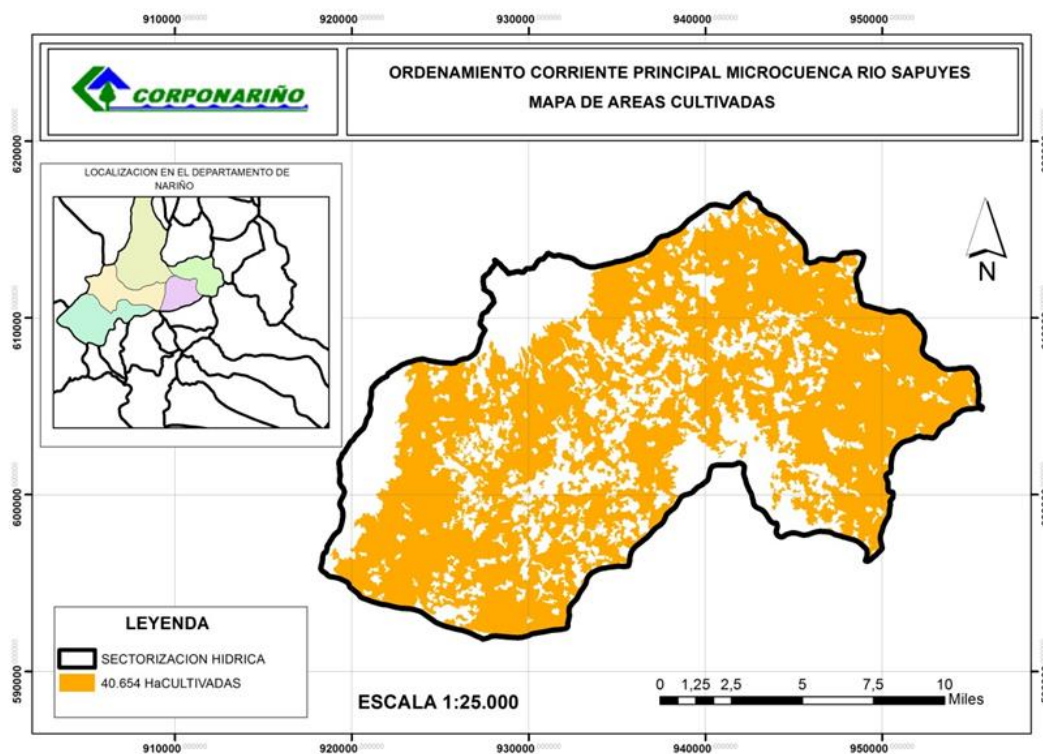 910000 920000 930000 940000 950000
CORPONARIÑO
ORDENAMIENTO CORRIENTE PRINCIPAL MICROCUENCA RIO SAPUYES
MAPA DE AREAS CULTIVADAS
620000
LOCALIZACION EN EL DEPARTAMENTO DE
NARIÑO
N
610000
600000
590000
LEYENDA
SECTORIZACION HIDRICA
40.654 HaCULTIVADAS
ESCALA 1:25.000
0 1,25 2,5 5 7,5 10
Miles
910000 920000 930000 940000 950000